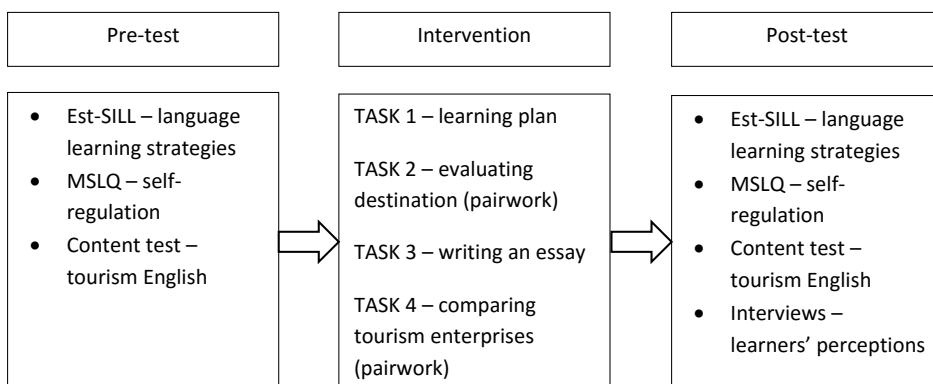 Pre-test
Intervention
Post-test
• Est-SILL – language
learning strategies
• MSLQ – self-
regulation
• Content test –
tourism English
TASK 1 – learning plan
TASK 2 – evaluating
destination (pairwork)
TASK 3 – writing an essay
TASK 4 – comparing
tourism enterprises
(pairwork)
• Est-SILL – language
learning strategies
• MSLQ – self-
regulation
• Content test –
tourism English
• Interviews –
learners’ perceptions